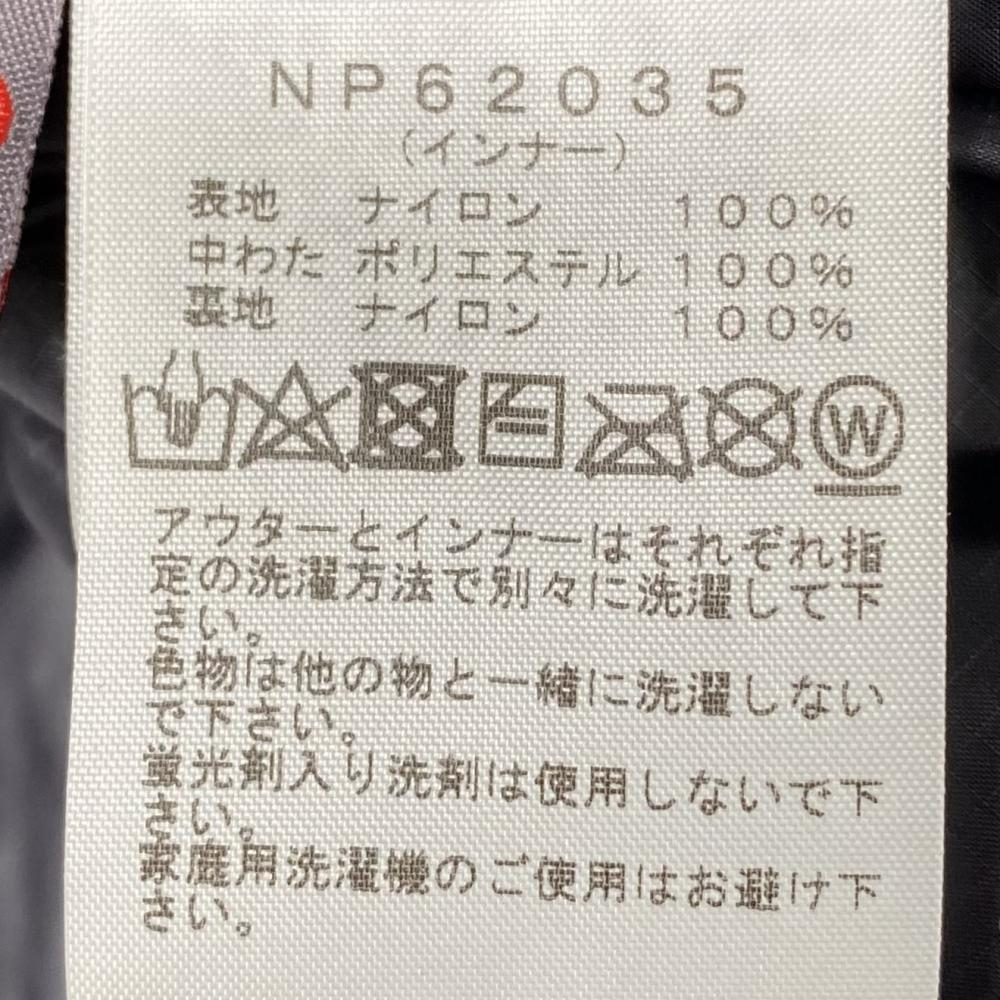 NP62035
(インナー)
表地 ナイロン 100%
中わた ポリエステル 100%
裏地 ナイロン 100%
W
アウターとインナーはそれぞれ指
定の洗濯方法で別々に洗濯して下
さい。
色物は他の物と一緒に洗濯しない
で下さい。
蛍光剤入り洗剤は使用しないで下
さい。
家庭用洗濯機のご使用はお避け下
さい。